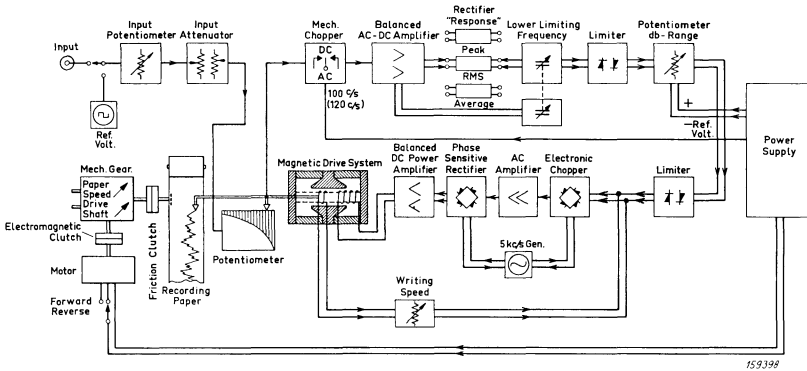 Input
Input
Potentiometer
Input
Attenuator
Ref.
Volt.
Mech.
Chopper
DC
AC
100 c/s
(120 c/s)
Balanced
AC-DC Amplifier
Rectifier
"Response"
Peak
RMS
Average
Lower Limiting
Frequency
Limiter
Potentiometer
db-Range
+
-Ref.
Volt.
Power
Supply
Mech. Gear.
Paper
Speed
Drive
Shaft
Electromagnetic
Clutch
Motor
Forward
Reverse
Friction Clutch
Recording
Paper
Potentiometer
Magnetic Drive System
Balanced
DC Power
Amplifier
Phase
Sensitive
Rectifier
AC
Amplifier
Electronic
Chopper
Limiter
5 kc/s Gen.
Writing
Speed
159398